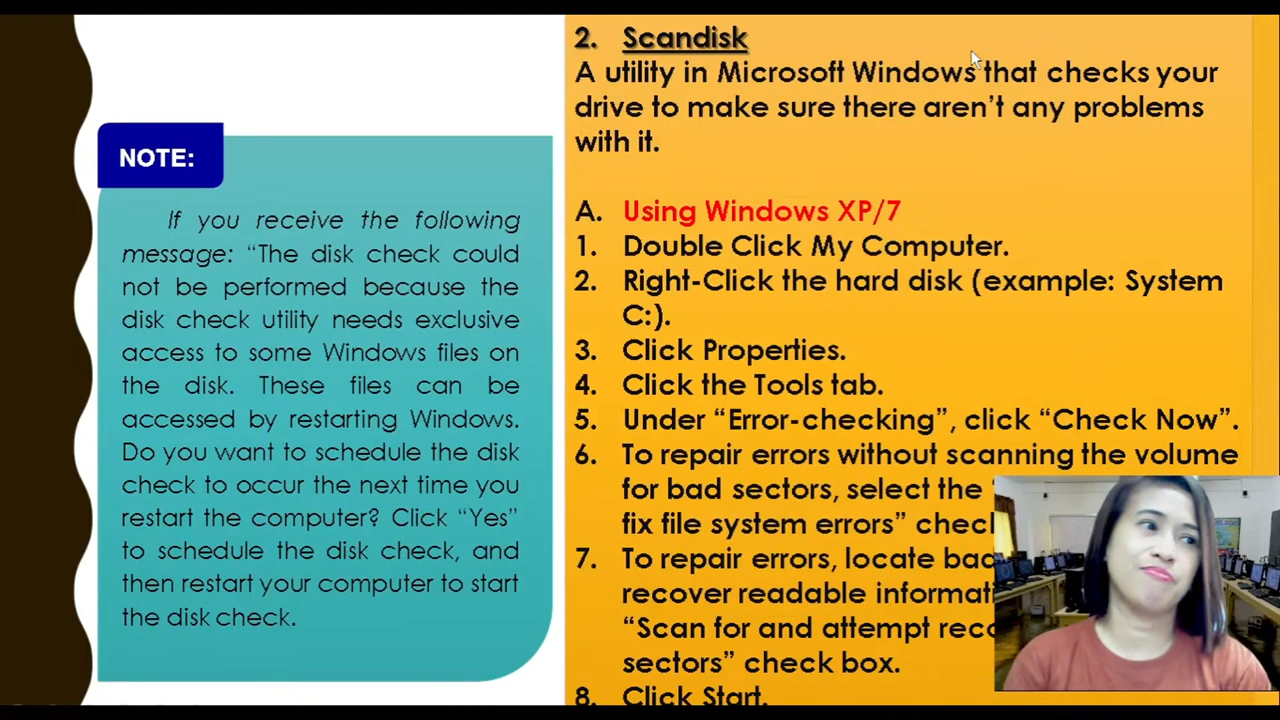 NOTE:
If you receive the following
message: “The disk check could
not be performed because the
disk check utility needs exclusive
access to some Windows files on
the disk. These files can be
accessed by restarting Windows.
Do you want to schedule the disk
check to occur the next time you
restart the computer? Click “Yes”
to schedule the disk check, and
then restart your computer to start
the disk check.
2. Scandisk
A utility in Microsoft Windows that checks your
drive to make sure there aren’t any problems
with it.
A. Using Windows XP/7
1. Double Click My Computer.
2. Right-Click the hard disk (example: System
C:).
3. Click Properties.
4. Click the Tools tab.
5. Under “Error-checking”, click “Check Now”.
6. To repair errors without scanning the volume
for bad sectors, select the
fix file system errors”
7. To repair errors, locate bad
recover readable
“Scan for and attempt
sectors” check box.
8. Click Start.